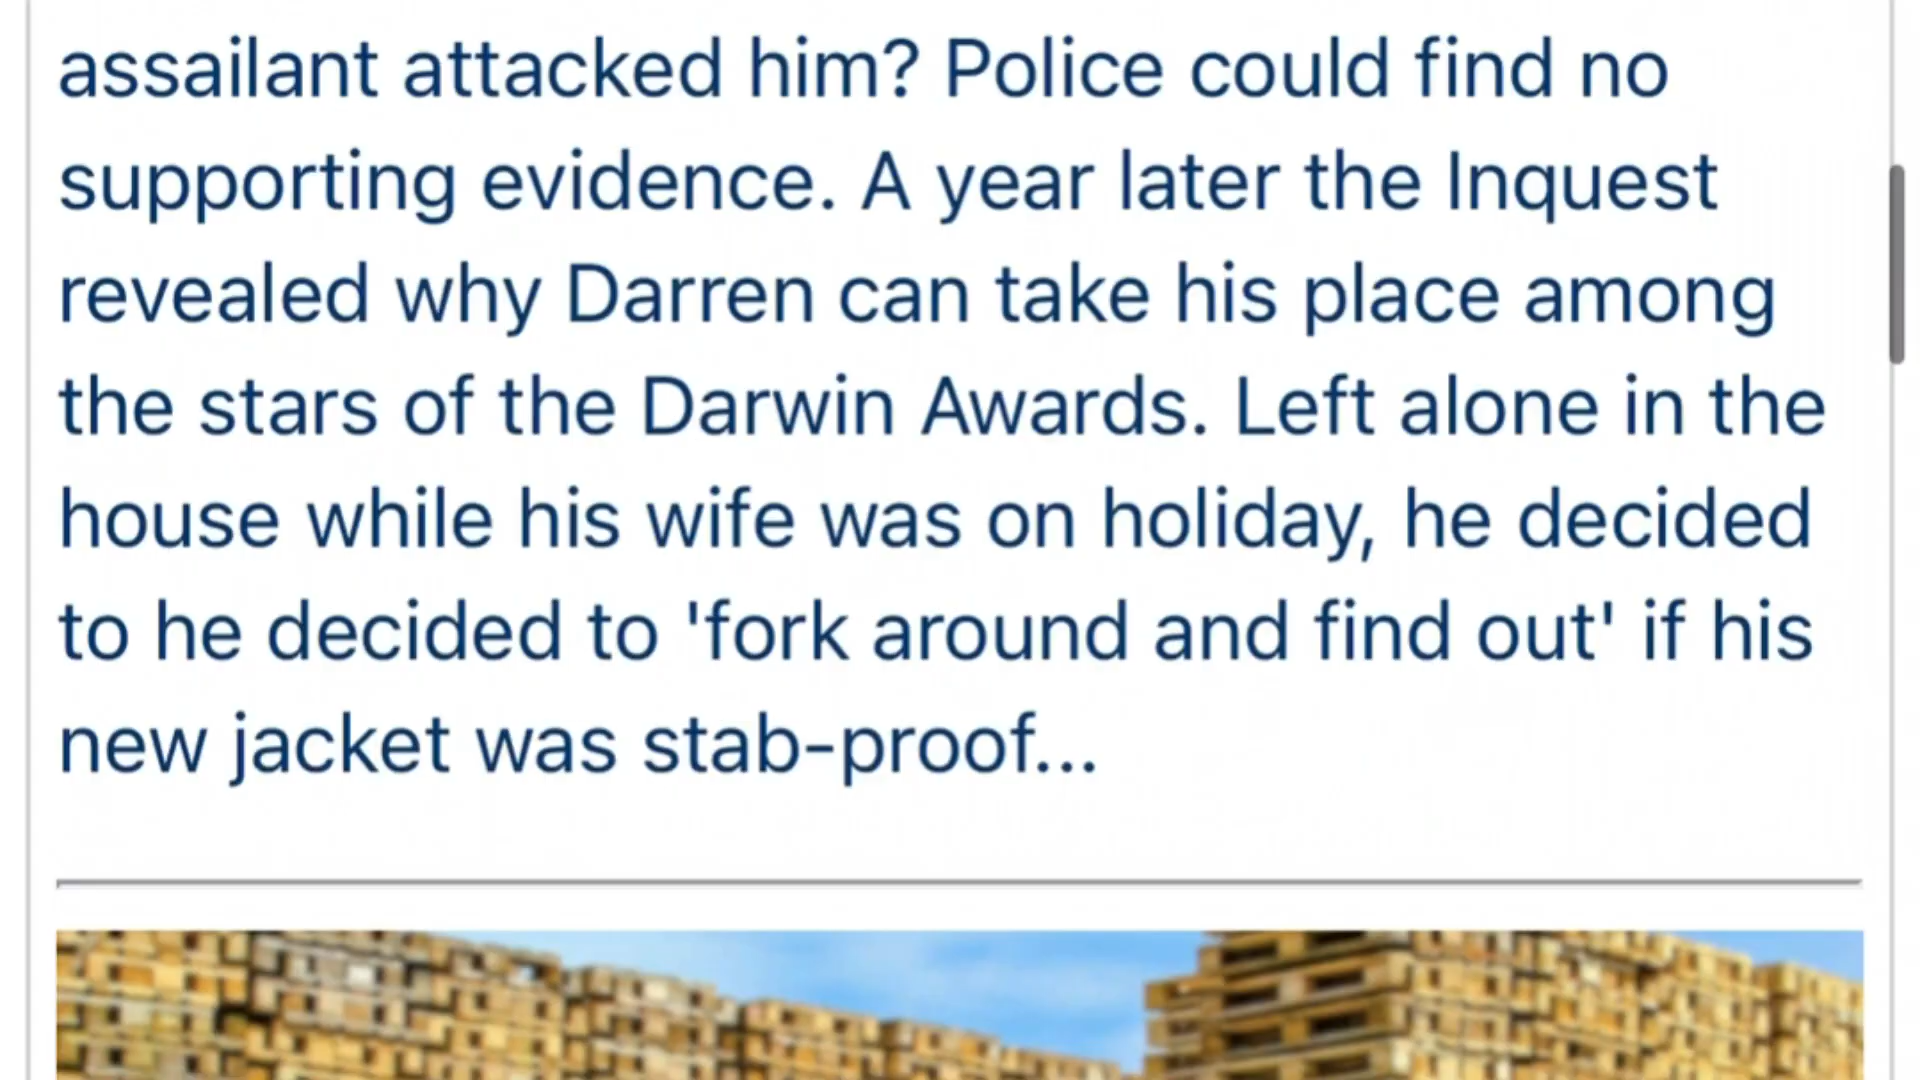 assailant attacked him? Police could find no
supporting evidence. A year later the Inquest
revealed why Darren can take his place among
the stars of the Darwin Awards. Left alone in the
house while his wife was on holiday, he decided
to he decided to 'fork around and find out' if his
new jacket was stab-proof...